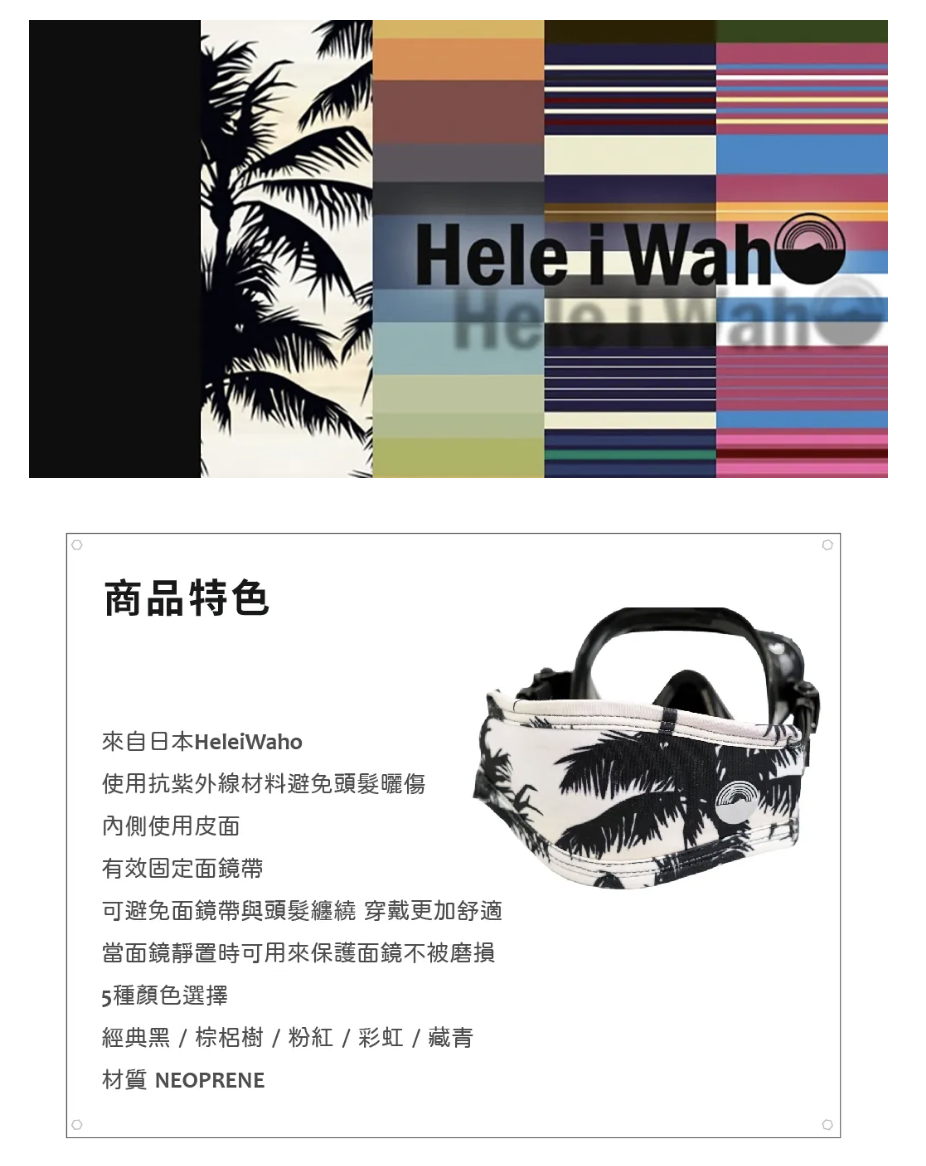 Hele i Waho
Hele i Waho
商品特色
來自日本HeleiWaho
使用抗紫外線材料避免頭髮曬傷
內側使用皮面
有效固定面鏡帶
可避免面鏡帶與頭髮纏繞 穿戴更加舒適
當面鏡靜置時可用來保護面鏡不被磨損
5種顏色選擇
經典黑 / 棕梠樹 / 粉紅 / 彩虹 / 藏青
材質 NEOPRENE